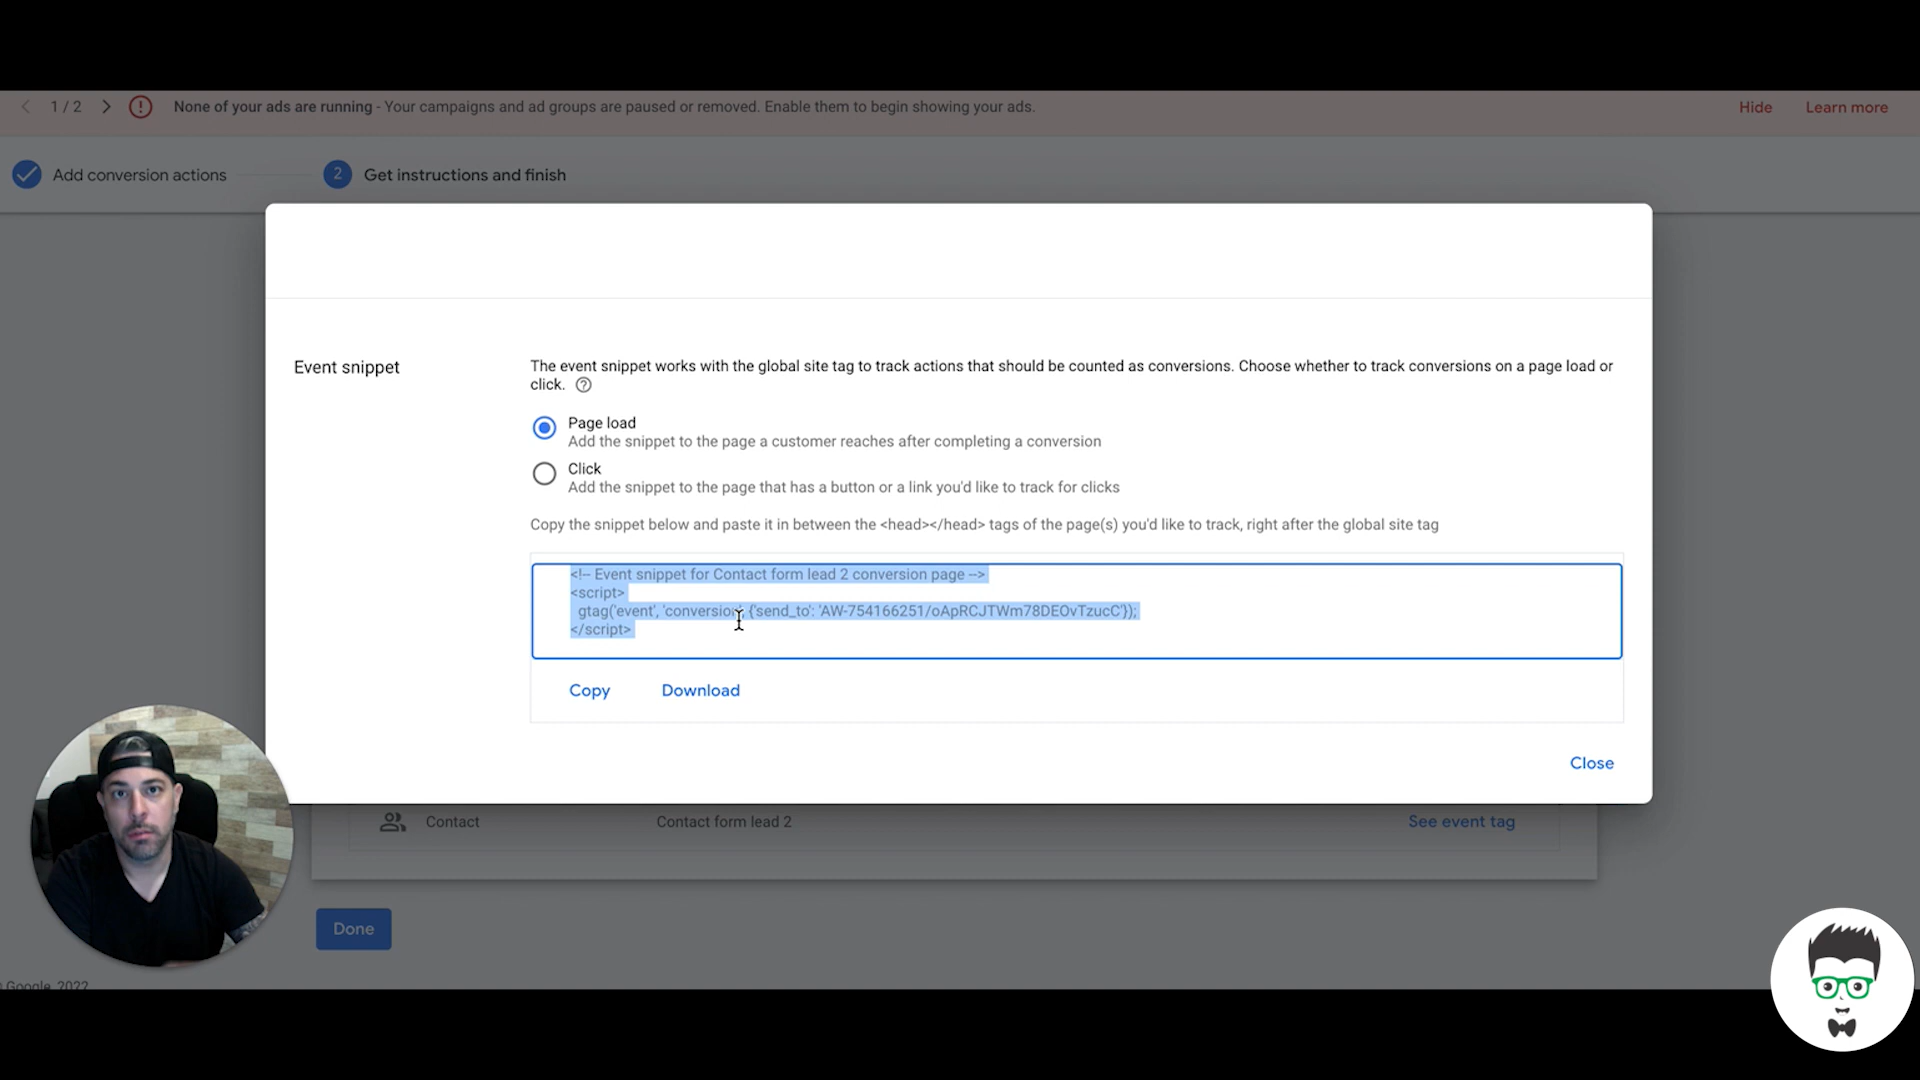 1 / 2
None of your ads are running - Your campaigns and ad groups are paused or removed. Enable them to begin showing your ads.
Hide
Learn more
Add conversion actions
2
Get instructions and finish
Event snippet
The event snippet works with the global site tag to track actions that should be counted as conversions. Choose whether to track conversions on a page load or
click.
Page load
Add the snippet to the page a customer reaches after completing a conversion
Click
Add the snippet to the page that has a button or a link you'd like to track for clicks
Copy the snippet below and paste it in between the <head></head> tags of the page(s) you'd like to track, right after the global site tag
<!-- Event snippet for Contact form lead 2 conversion page -->
<script>
gtag('event', 'conversion', {'send_to': 'AW-754166251/oApRCJTWm78DEOvTzucC'});
</script>
Copy
Download
Close
Contact
Contact form lead 2
See event tag
Done
Google, 2022